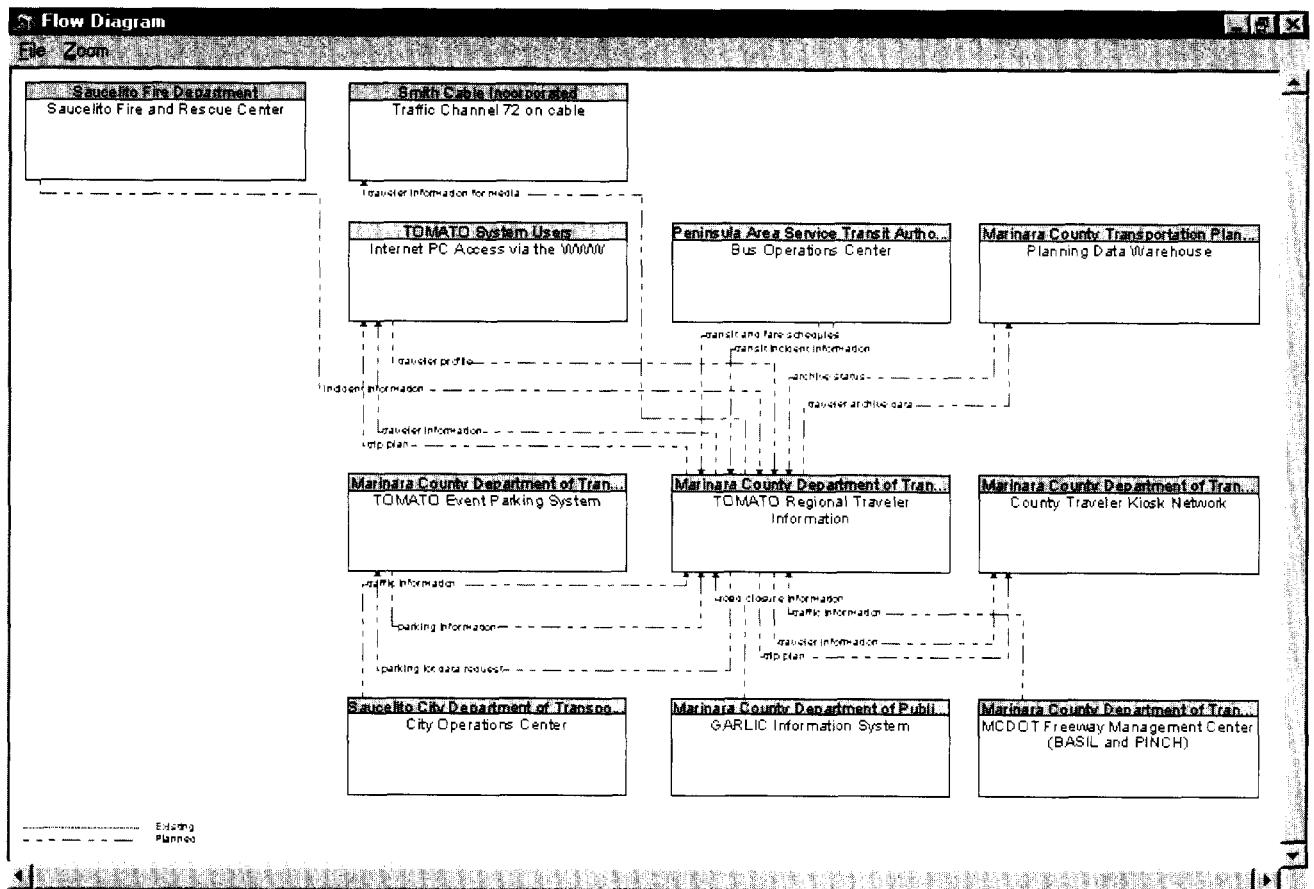 Flow Diagram
File Zoom
Saucelito Fire Department
Saucelito Fire and Rescue Center
Smith Cable Incorporated
Traffic Channel 72 on cable
traveler information for media
TOMATO System Users
Internet PC Access via the WWW
Peninsula Area Service Transit Autho...
Bus Operations Center
Marinara County Transportation Plan...
Planning Data Warehouse
transit and fare schedules
transit incident information
traveler profile
archive status
incident information
traveler archive data
traveler information
trip plan
Marinara County Department of Tran...
TOMATO Event Parking System
Marinara County Department of Tran...
TOMATO Regional Traveler
Information
Marinara County Department of Tran...
County Traveler Kiosk Network
traffic information
road closure information
traffic information
parking information
traveler information
trip plan
parking lot data request
Saucelito City Department of Transpo...
City Operations Center
Marinara County Department of Publi...
GARLIC Information System
Marinara County Department of Tran...
MCDOT Freeway Management Center
(BASIL and PINCH)
Existing
Planned